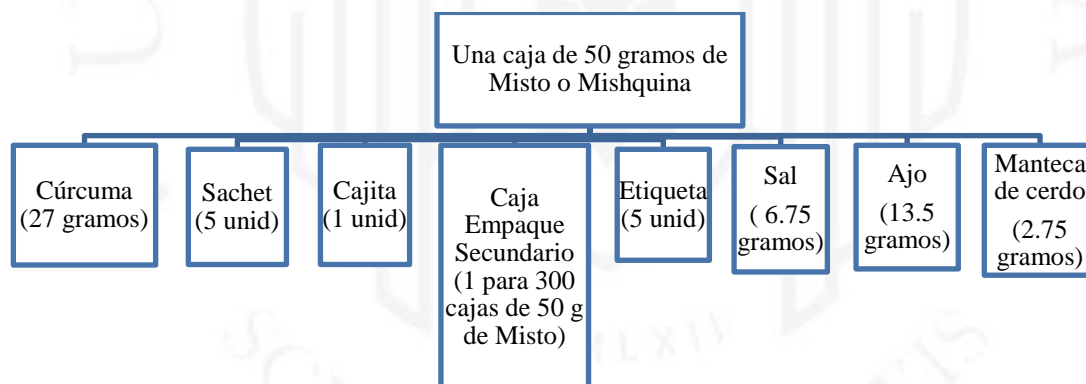 Una caja de 50 gramos de
Misto o Mishquina
Cúrcuma
(27 gramos)
Sachet
(5 unid)
Cajita
(1 unid)
Caja
Empaque
Secundario
(1 para 300
cajas de 50 g
de Misto)
Etiqueta
(5 unid)
Sal
( 6.75
gramos)
Ajo
(13.5
gramos)
Manteca
de cerdo
(2.75
gramos)